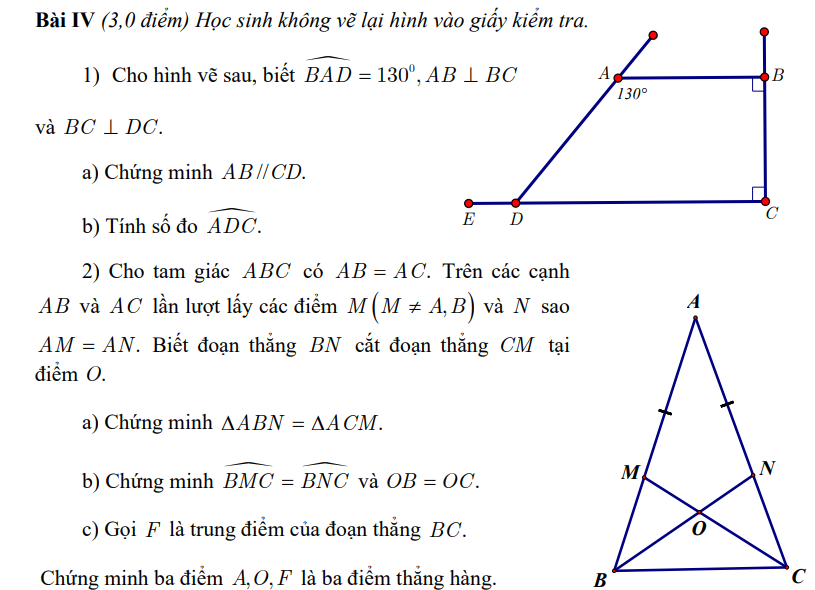 Bài IV (3,0 điểm) Học sinh không vẽ lại hình vào giấy kiểm tra.
1) Cho hình vẽ sau, biết $\widehat{BAD} = 130^0$, $AB \perp BC$
và $BC \perp DC$.
a) Chứng minh $AB // CD$.
b) Tính số đo $\widehat{ADC}$.
A
B
130°
E
D
C
2) Cho tam giác ABC có AB = AC. Trên các cạnh
AB và AC lần lượt lấy các điểm $M (M \neq A, B)$ và N sao
AM = AN. Biết đoạn thẳng BN cắt đoạn thẳng CM tại
điểm O.
a) Chứng minh $\Delta ABN = \Delta ACM$.
b) Chứng minh $\widehat{BMC} = \widehat{BNC}$ và OB = OC.
c) Gọi F là trung điểm của đoạn thẳng BC.
Chứng minh ba điểm A, O, F là ba điểm thẳng hàng.
A
M
N
O
B
C